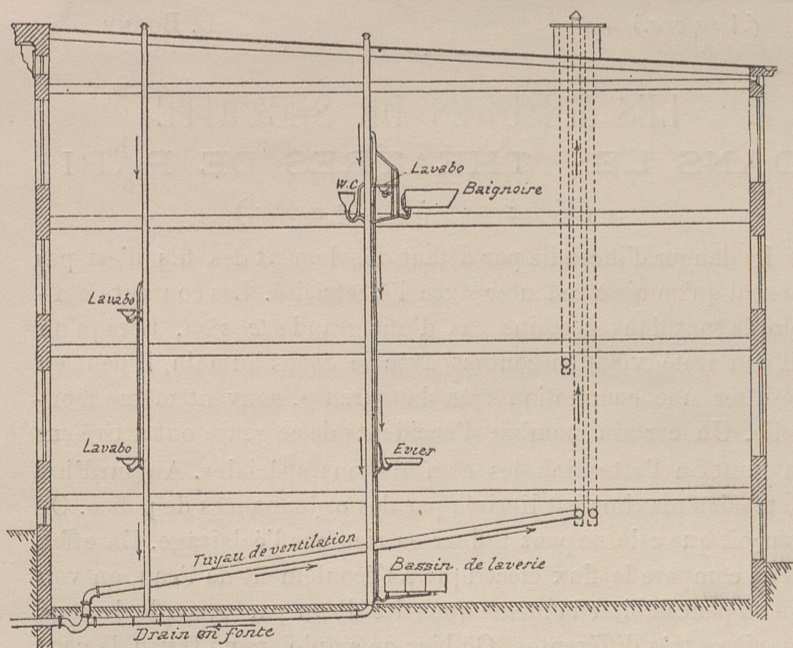 Lavabo
W.C
Baignoire
Lavabo
Lavabo
Evier
Tuyau de ventilation
Bassin de laverie
Drain en fonte